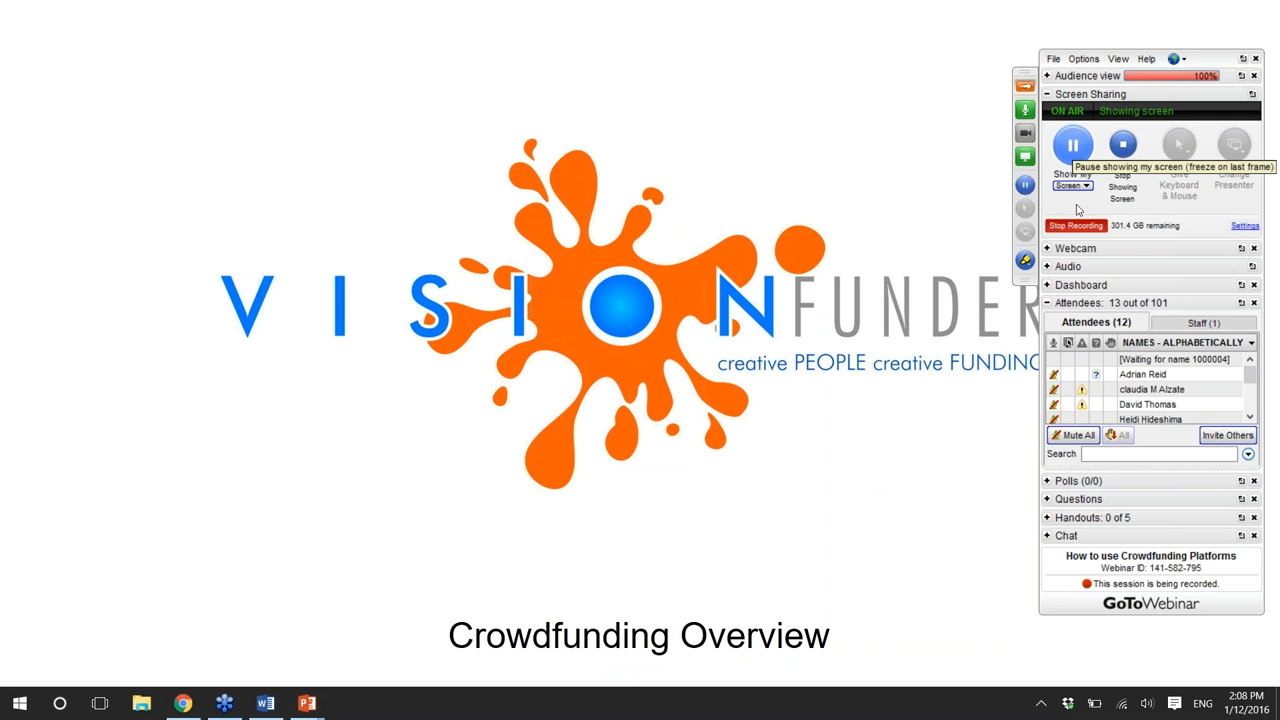 VISIONFUNDER
creative PEOPLE creative FUNDING
Crowdfunding Overview
File Options View Help
Audience view 100%
Screen Sharing
ON AIR Showing screen
Pause showing my screen (freeze on last frame)
Show My
Screen
Stop
Showing
Screen
Give
Keyboard
& Mouse
Change
Presenter
Stop Recording 301.4 GB remaining Settings
Webcam
Audio
Dashboard
Attendees: 13 out of 101
Attendees (12) Staff (1)
NAMES - ALPHABETICALLY
[Waiting for name 1000004]
Adrian Reid
claudia M Alzate
David Thomas
Heidi Hideshima
Mute All All Invite Others
Search
Polls (0/0)
Questions
Handouts: 0 of 5
Chat
How to use Crowdfunding Platforms
Webinar ID: 141-582-795
This session is being recorded.
GoToWebinar
ENG
2:08 PM
1/12/2016